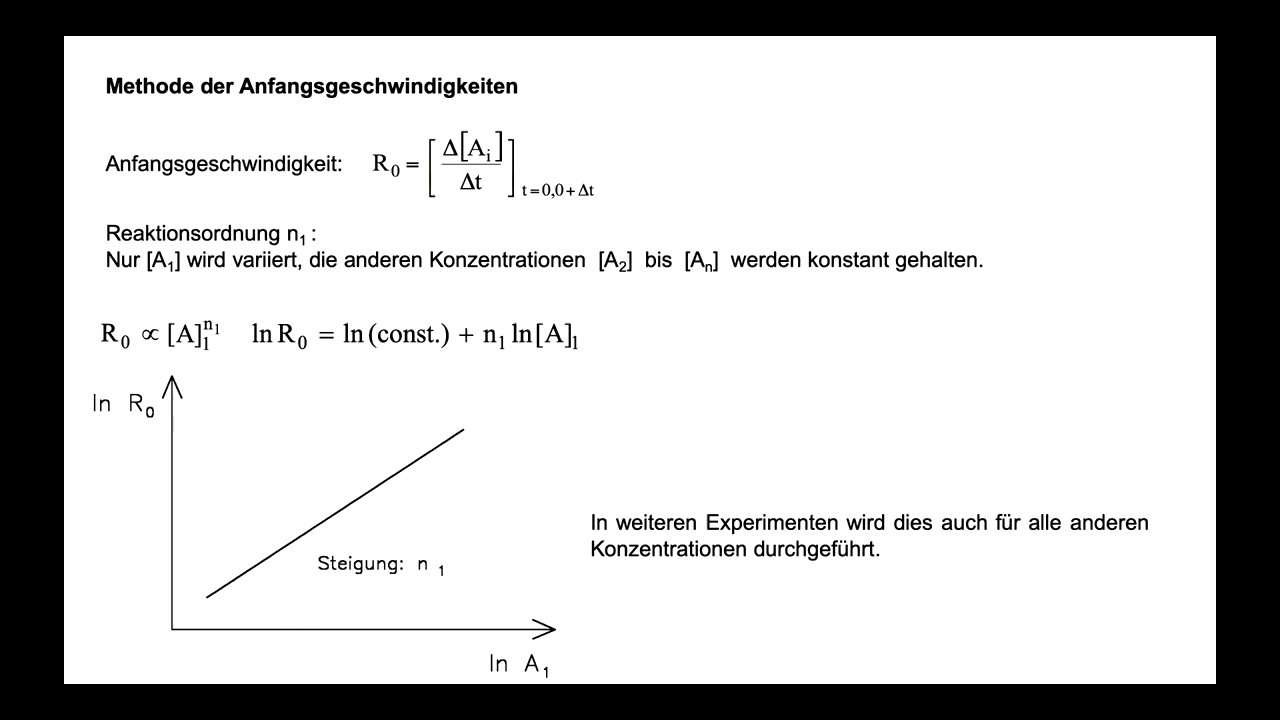 Methode der Anfangsgeschwindigkeiten
Anfangsgeschwindigkeit: R₀ = [Δ[Aᵢ]/Δt] t=0,0+Δt
Reaktionsordnung n₁ :
Nur [A₁] wird variiert, die anderen Konzentrationen [A₂] bis [Aₙ] werden konstant gehalten.
R₀ ∝ [A]₁^n₁ ln R₀ = ln (const.) + n₁ ln[A]₁
ln R₀
Steigung: n ₁
In weiteren Experimenten wird dies auch für alle anderen
Konzentrationen durchgeführt.
ln A₁